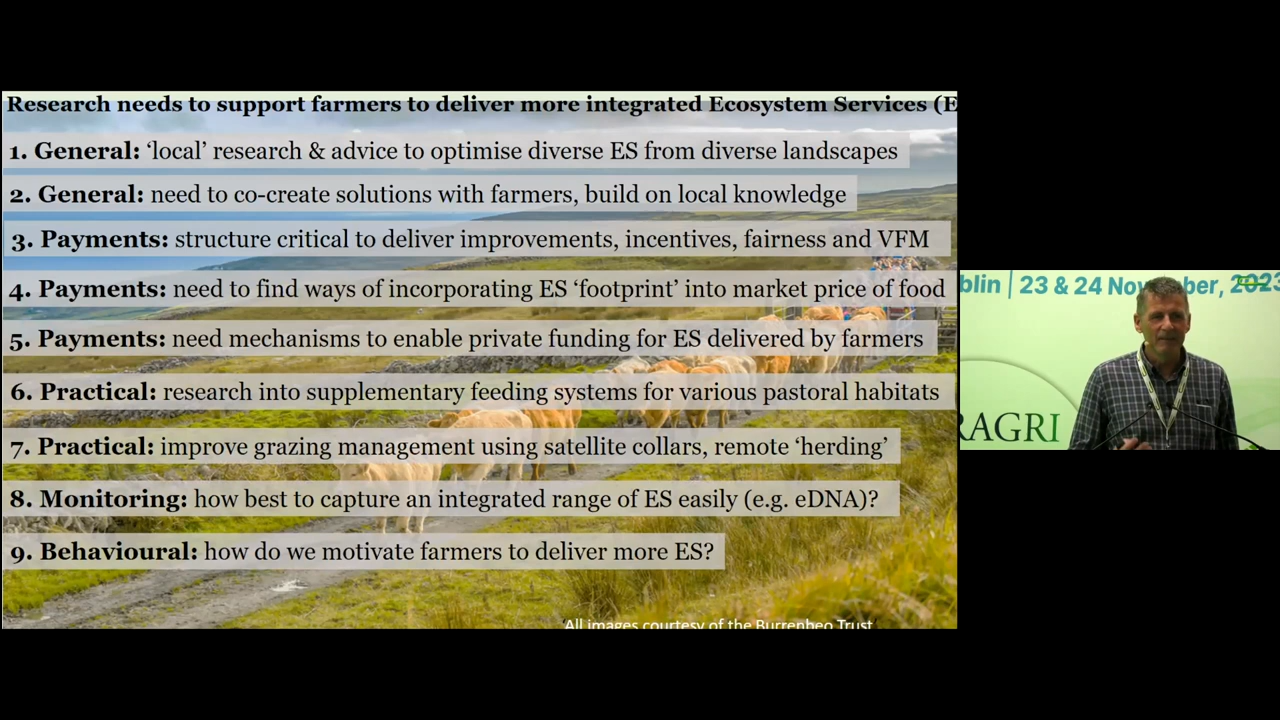 Research needs to support farmers to deliver more integrated Ecosystem Services (E
1. General: ‘local’ research & advice to optimise diverse ES from diverse landscapes
2. General: need to co-create solutions with farmers, build on local knowledge
3. Payments: structure critical to deliver improvements, incentives, fairness and VFM
4. Payments: need to find ways of incorporating ES ‘footprint’ into market price of food
5. Payments: need mechanisms to enable private funding for ES delivered by farmers
6. Practical: research into supplementary feeding systems for various pastoral habitats
7. Practical: improve grazing management using satellite collars, remote ‘herding’
8. Monitoring: how best to capture an integrated range of ES easily (e.g. eDNA)?
9. Behavioural: how do we motivate farmers to deliver more ES?
All images courtesy of the Burrenbeo Trust
blin | 23 & 24 November, 2023
RAGRI